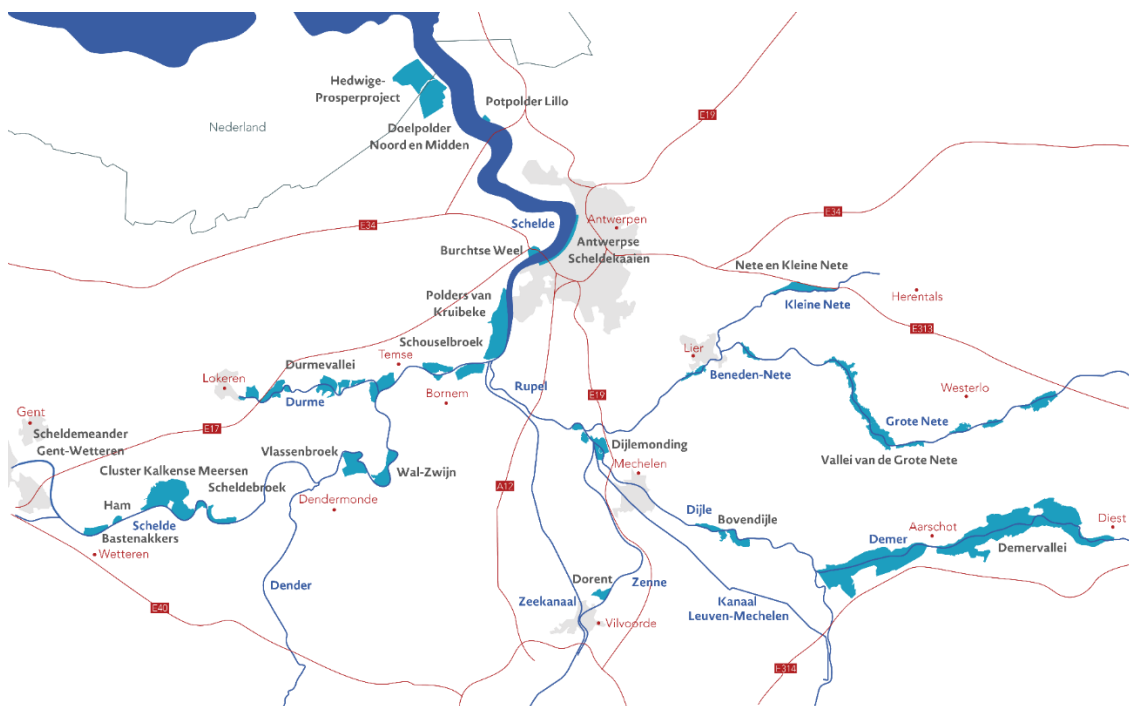 Hedwige-
Prosperproject
Potpolder Lillo
E19
Nederland
Doelpolder
Noord en Midden
E34
E34
Schelde
Antwerpen
Antwerpse
Scheldekaaien
Burchtse Weel
Nete en Kleine Nete
Kleine Nete
Herentals
Polders van
Kruibeke
E313
Schouselbroek
Temse
Durmevallei
Lokeren
Durme
Bornem
Rupel
E19
Lier
Beneden-Nete
Westerlo
Grote Nete
Vallei van de Grote Nete
Gent
Scheldemeander
Gent-Wetteren
E17
Vlassenbroek
Cluster Kalkense Meersen
Scheldebroek
Wal-Zwijn
Dijlemonding
Mechelen
A12
Ham
Schelde
Bastenakkers
Wetteren
Dendermonde
Dijle
Bovendijle
Aarschot
Demer
Demervallei
Diest
Dender
E40
Dorent
Zenne
Zeekanaal
Vilvoorde
Kanaal
Leuven-Mechelen
E314